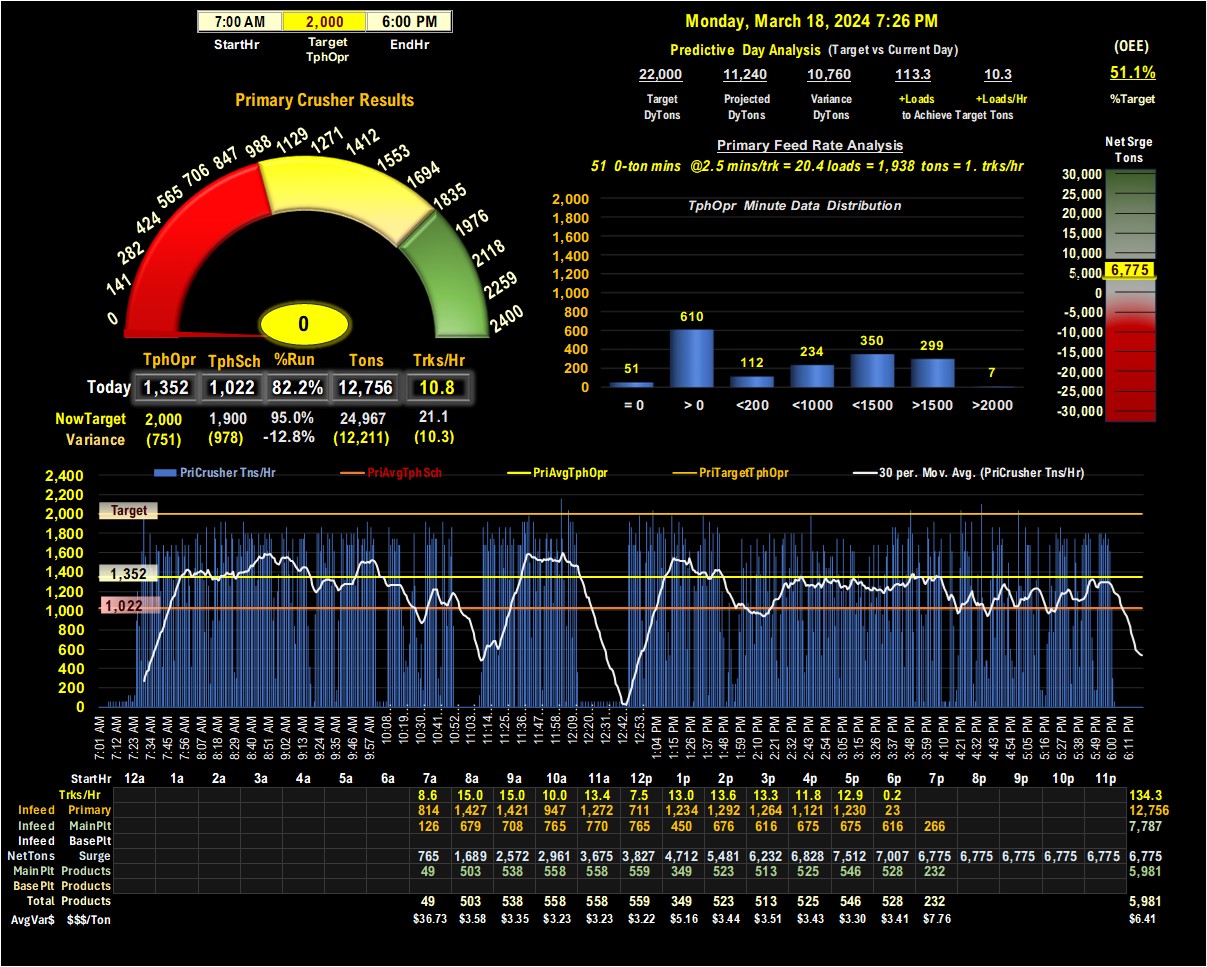 7:00 AM 2,000 6:00 PM
StartHr Target TphOpr EndHr
Monday, March 18, 2024 7:26 PM
Predictive Day Analysis (Target vs Current Day)
22,000 11,240 10,760 113.3 10.3
Target Projected Variance +Loads +Loads/Hr
DyTons DyTons DyTons to Achieve Target Tons
(OEE)
51.1%
%Target
Primary Crusher Results
0 141 282 424 565 706 847 988 1129 1271 1412 1553 1694 1835 1976 2118 2259 2400
0
TphOpr TphSch %Run Tons Trks/Hr
Today 1,352 1,022 82.2% 12,756 10.8
NowTarget 2,000 1,900 95.0% 24,967 21.1
Variance (751) (978) -12.8% (12,211) (10.3)
Primary Feed Rate Analysis
51 0-ton mins @2.5 mins/trk = 20.4 loads = 1,938 tons = 1. trks/hr
TphOpr Minute Data Distribution
2,000
1,800
1,600
1,400
1,200
1,000
800
600
400
200
0
51 610 112 234 350 299 7
= 0 > 0 <200 <1000 <1500 >1500 >2000
Net Srge
Tons
30,000
25,000
20,000
15,000
10,000
5,000 6,775
0
-5,000
-10,000
-15,000
-20,000
-25,000
-30,000
PriCrusher Tns/Hr PriAvgTphSch PriAvgTphOpr PriTargetTphOpr 30 per. Mov. Avg. (PriCrusher Tns/Hr)
2,400
2,200
2,000 Target
1,800
1,600
1,400 1,352
1,200
1,000 1,022
800
600
400
200
0
7:01 AM 7:12 AM 7:23 AM 7:34 AM 7:45 AM 7:56 AM 8:07 AM 8:18 AM 8:29 AM 8:40 AM 8:51 AM 9:02 AM 9:13 AM 9:24 AM 9:35 AM 9:46 AM 9:57 AM 10:08... 10:19... 10:30... 10:41... 10:52... 11:03... 11:14... 11:25... 11:36... 11:47... 11:58... 12:09... 12:20... 12:31... 12:42... 12:53... 1:04 PM 1:15 PM 1:26 PM 1:37 PM 1:48 PM 1:59 PM 2:10 PM 2:21 PM 2:32 PM 2:43 PM 2:54 PM 3:05 PM 3:15 PM 3:26 PM 3:37 PM 3:48 PM 3:59 PM 4:10 PM 4:21 PM 4:32 PM 4:43 PM 4:54 PM 5:05 PM 5:16 PM 5:27 PM 5:38 PM 5:49 PM 6:00 PM 6:11 PM
StartHr 12a 1a 2a 3a 4a 5a 6a 7a 8a 9a 10a 11a 12p 1p 2p 3p 4p 5p 6p 7p 8p 9p 10p 11p
Trks/Hr 8.6 15.0 15.0 10.0 13.4 7.5 13.0 13.6 13.3 11.8 12.9 0.2 134.3
Infeed Primary 814 1,427 1,421 947 1,272 711 1,234 1,292 1,264 1,121 1,230 23 12,756
Infeed MainPlt 126 679 708 765 770 765 450 676 616 675 675 616 266 7,787
Infeed BasePlt
NetTons Surge 765 1,689 2,572 2,961 3,675 3,827 4,712 5,481 6,232 6,828 7,512 7,007 6,775 6,775 6,775 6,775 6,775 6,775
MainPlt Products 49 503 538 558 558 559 349 523 513 525 546 528 232 5,981
BasePlt Products
Total Products 49 503 538 558 558 559 349 523 513 525 546 528 232 5,981
AvgVar$ $$$/Ton $36.73 $3.58 $3.35 $3.23 $3.23 $3.22 $5.16 $3.44 $3.51 $3.43 $3.30 $3.41 $7.76 $6.41